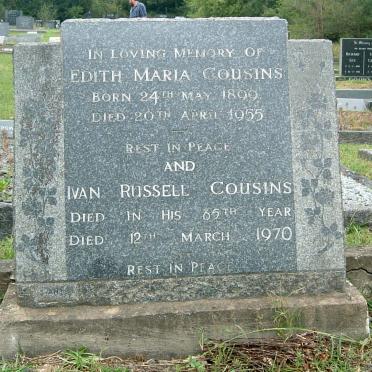 IN LOVING MEMORY OF
EDITH MARIA COUSINS
BORN 24TH MAY 1899
DIED 20TH APRIL 1955
REST IN PEACE
AND
IVAN RUSSELL COUSINS
DIED IN HIS 65TH YEAR
DIED 12TH MARCH 1970
REST IN PEACE